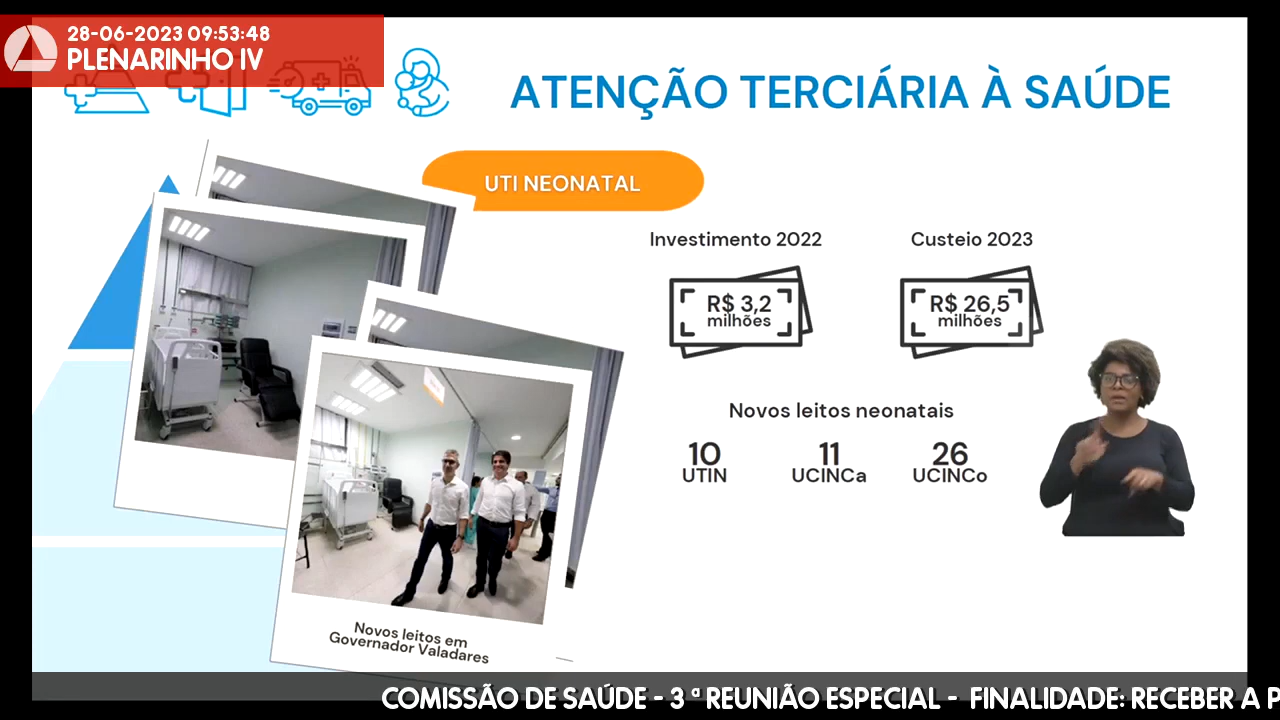 28-06-2023 09:53:48
PLENARINHO IV
ATENÇÃO TERCIÁRIA À SAÚDE
UTI NEONATAL
Investimento 2022
Custeio 2023
R$ 3,2
milhões
R$ 26,5
milhões
Novos leitos neonatais
10
UTIN
11
UCINCa
26
UCINCo
Novos leitos em
Governador Valadares
COMISSÃO DE SAÚDE - 3 ª REUNIÃO ESPECIAL - FINALIDADE: RECEBER A P